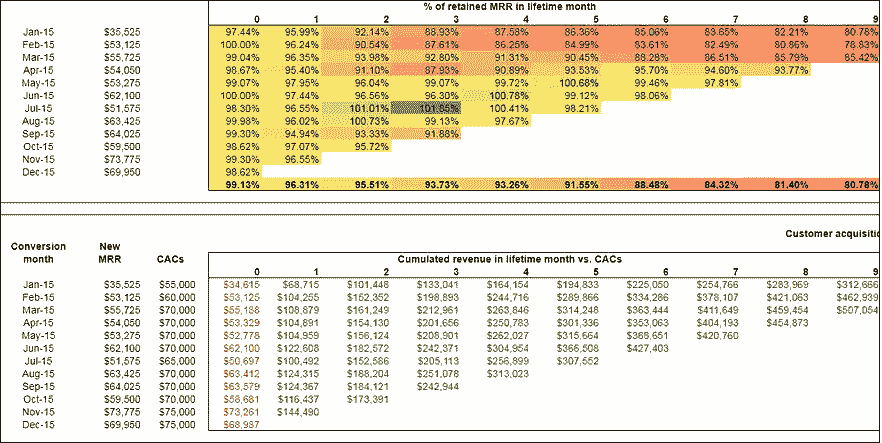 % of retained MRR in lifetime month
0 1 2 3 4 5 6 7 8 9
Jan-15 $35,525 97.44% 95.99% 92.14% 88.93% 87.58% 86.36% 85.06% 83.65% 82.21% 80.78%
Feb-15 $53,125 100.00% 96.24% 90.54% 87.61% 86.25% 84.99% 83.61% 82.49% 80.86% 78.83%
Mar-15 $55,725 99.04% 96.35% 93.98% 92.80% 91.31% 90.45% 88.28% 86.51% 85.79% 85.42%
Apr-15 $54,050 98.67% 95.40% 91.10% 87.93% 90.89% 93.53% 95.70% 94.60% 93.77%
May-15 $53,275 99.07% 97.95% 96.04% 99.07% 99.72% 100.68% 99.46% 97.81%
Jun-15 $62,100 100.00% 97.44% 96.56% 96.30% 100.78% 99.12% 98.06%
Jul-15 $51,575 98.30% 96.55% 101.01% 101.85% 100.41% 98.21%
Aug-15 $63,425 99.98% 96.02% 100.73% 99.13% 97.67%
Sep-15 $64,025 99.30% 94.94% 93.33% 91.88%
Oct-15 $59,500 98.62% 97.07% 95.72%
Nov-15 $73,775 99.30% 96.55%
Dec-15 $69,950 98.62%
99.13% 96.31% 95.51% 93.73% 93.26% 91.55% 88.48% 84.32% 81.40% 80.78%
Customer acquisitio
Conversion month New MRR CACs Cumulated revenue in lifetime month vs. CACs
0 1 2 3 4 5 6 7 8 9
Jan-15 $35,525 $55,000 $34,615 $68,715 $101,448 $133,041 $164,154 $194,833 $225,050 $254,766 $283,969 $312,666
Feb-15 $53,125 $60,000 $53,125 $104,255 $152,352 $198,893 $244,716 $289,866 $334,286 $378,107 $421,063 $462,939
Mar-15 $55,725 $70,000 $55,188 $108,879 $161,249 $212,961 $263,846 $314,248 $363,444 $411,649 $459,454 $507,054
Apr-15 $54,050 $70,000 $53,329 $104,891 $154,130 $201,656 $250,783 $301,336 $353,063 $404,193 $454,873
May-15 $53,275 $70,000 $52,778 $104,959 $156,124 $208,901 $262,027 $315,664 $368,651 $420,760
Jun-15 $62,100 $70,000 $62,100 $122,608 $182,572 $242,371 $304,954 $366,508 $427,403
Jul-15 $51,575 $65,000 $50,697 $100,492 $152,586 $205,113 $256,899 $307,552
Aug-15 $63,425 $70,000 $63,412 $124,315 $188,204 $251,078 $313,023
Sep-15 $64,025 $70,000 $63,579 $124,367 $184,121 $242,944
Oct-15 $59,500 $70,000 $58,681 $116,437 $173,391
Nov-15 $73,775 $75,000 $73,261 $144,490
Dec-15 $69,950 $75,000 $68,987